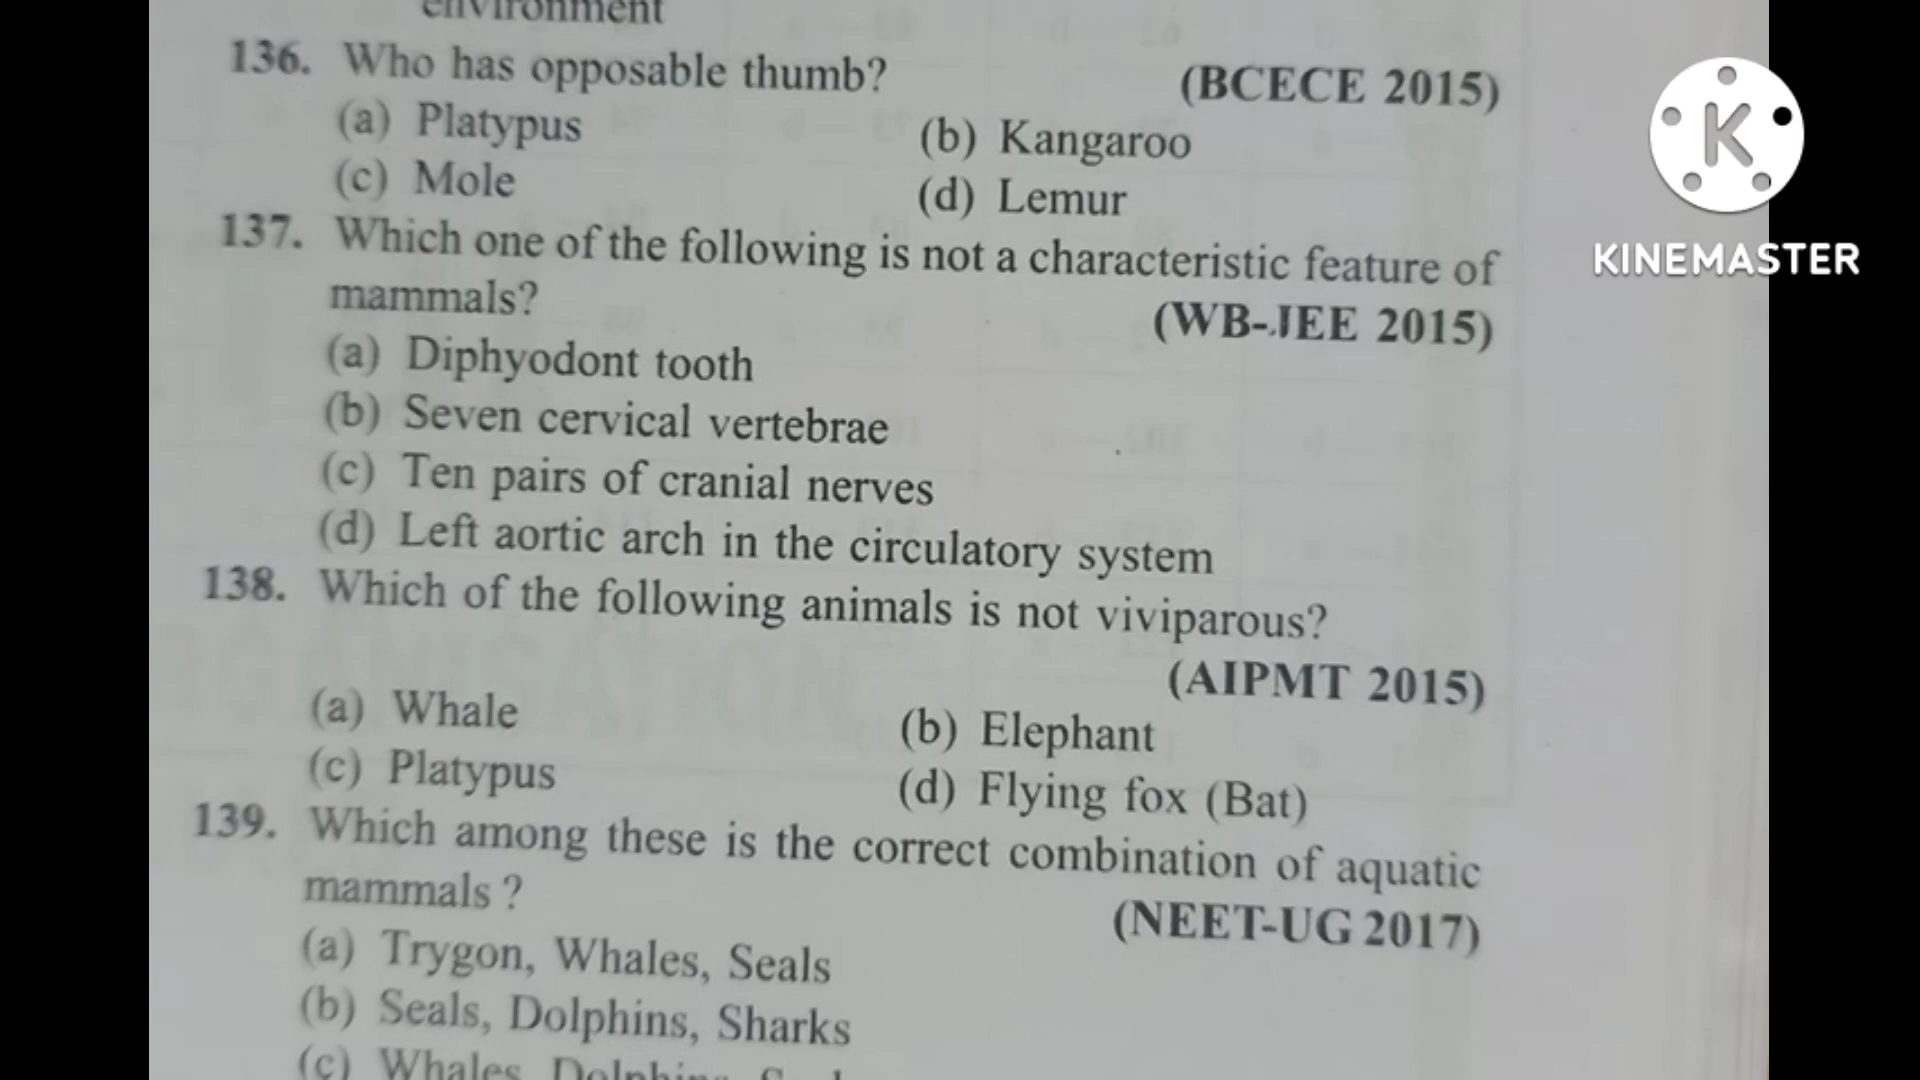 environment
136. Who has opposable thumb? (BCECE 2015)
(a) Platypus (b) Kangaroo
(c) Mole (d) Lemur
137. Which one of the following is not a characteristic feature of
mammals? (WB-JEE 2015)
(a) Diphyodont tooth
(b) Seven cervical vertebrae
(c) Ten pairs of cranial nerves
(d) Left aortic arch in the circulatory system
138. Which of the following animals is not viviparous?
(AIPMT 2015)
(a) Whale (b) Elephant
(c) Platypus (d) Flying fox (Bat)
139. Which among these is the correct combination of aquatic
mammals ? (NEET-UG 2017)
(a) Trygon, Whales, Seals
(b) Seals, Dolphins, Sharks
(c) Whales, Dolphins,
K
KINEMASTER